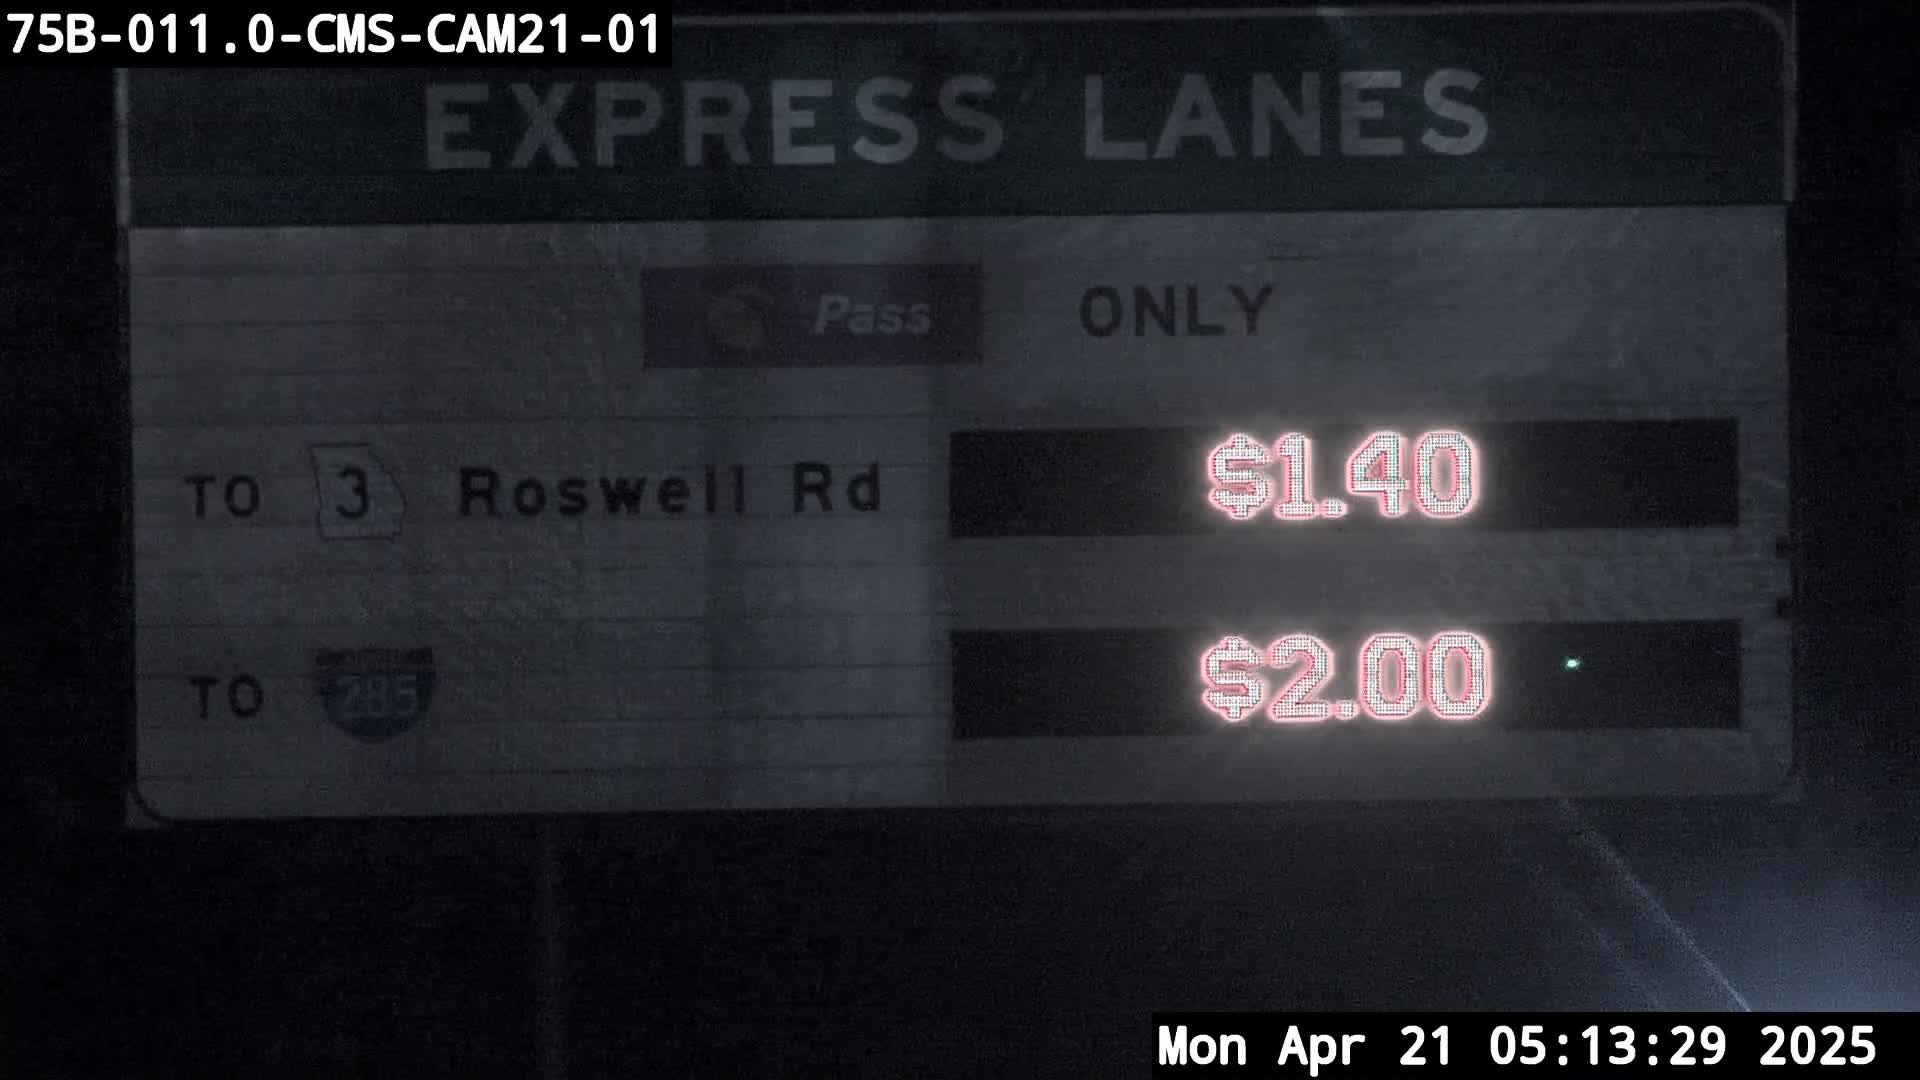 75B-011.0-CMS-CAM21-01
EXPRESS LANES
Pass ONLY
TO 3 Roswell Rd $1.40
TO 285 $2.00
Mon Apr 21 05:13:29 2025